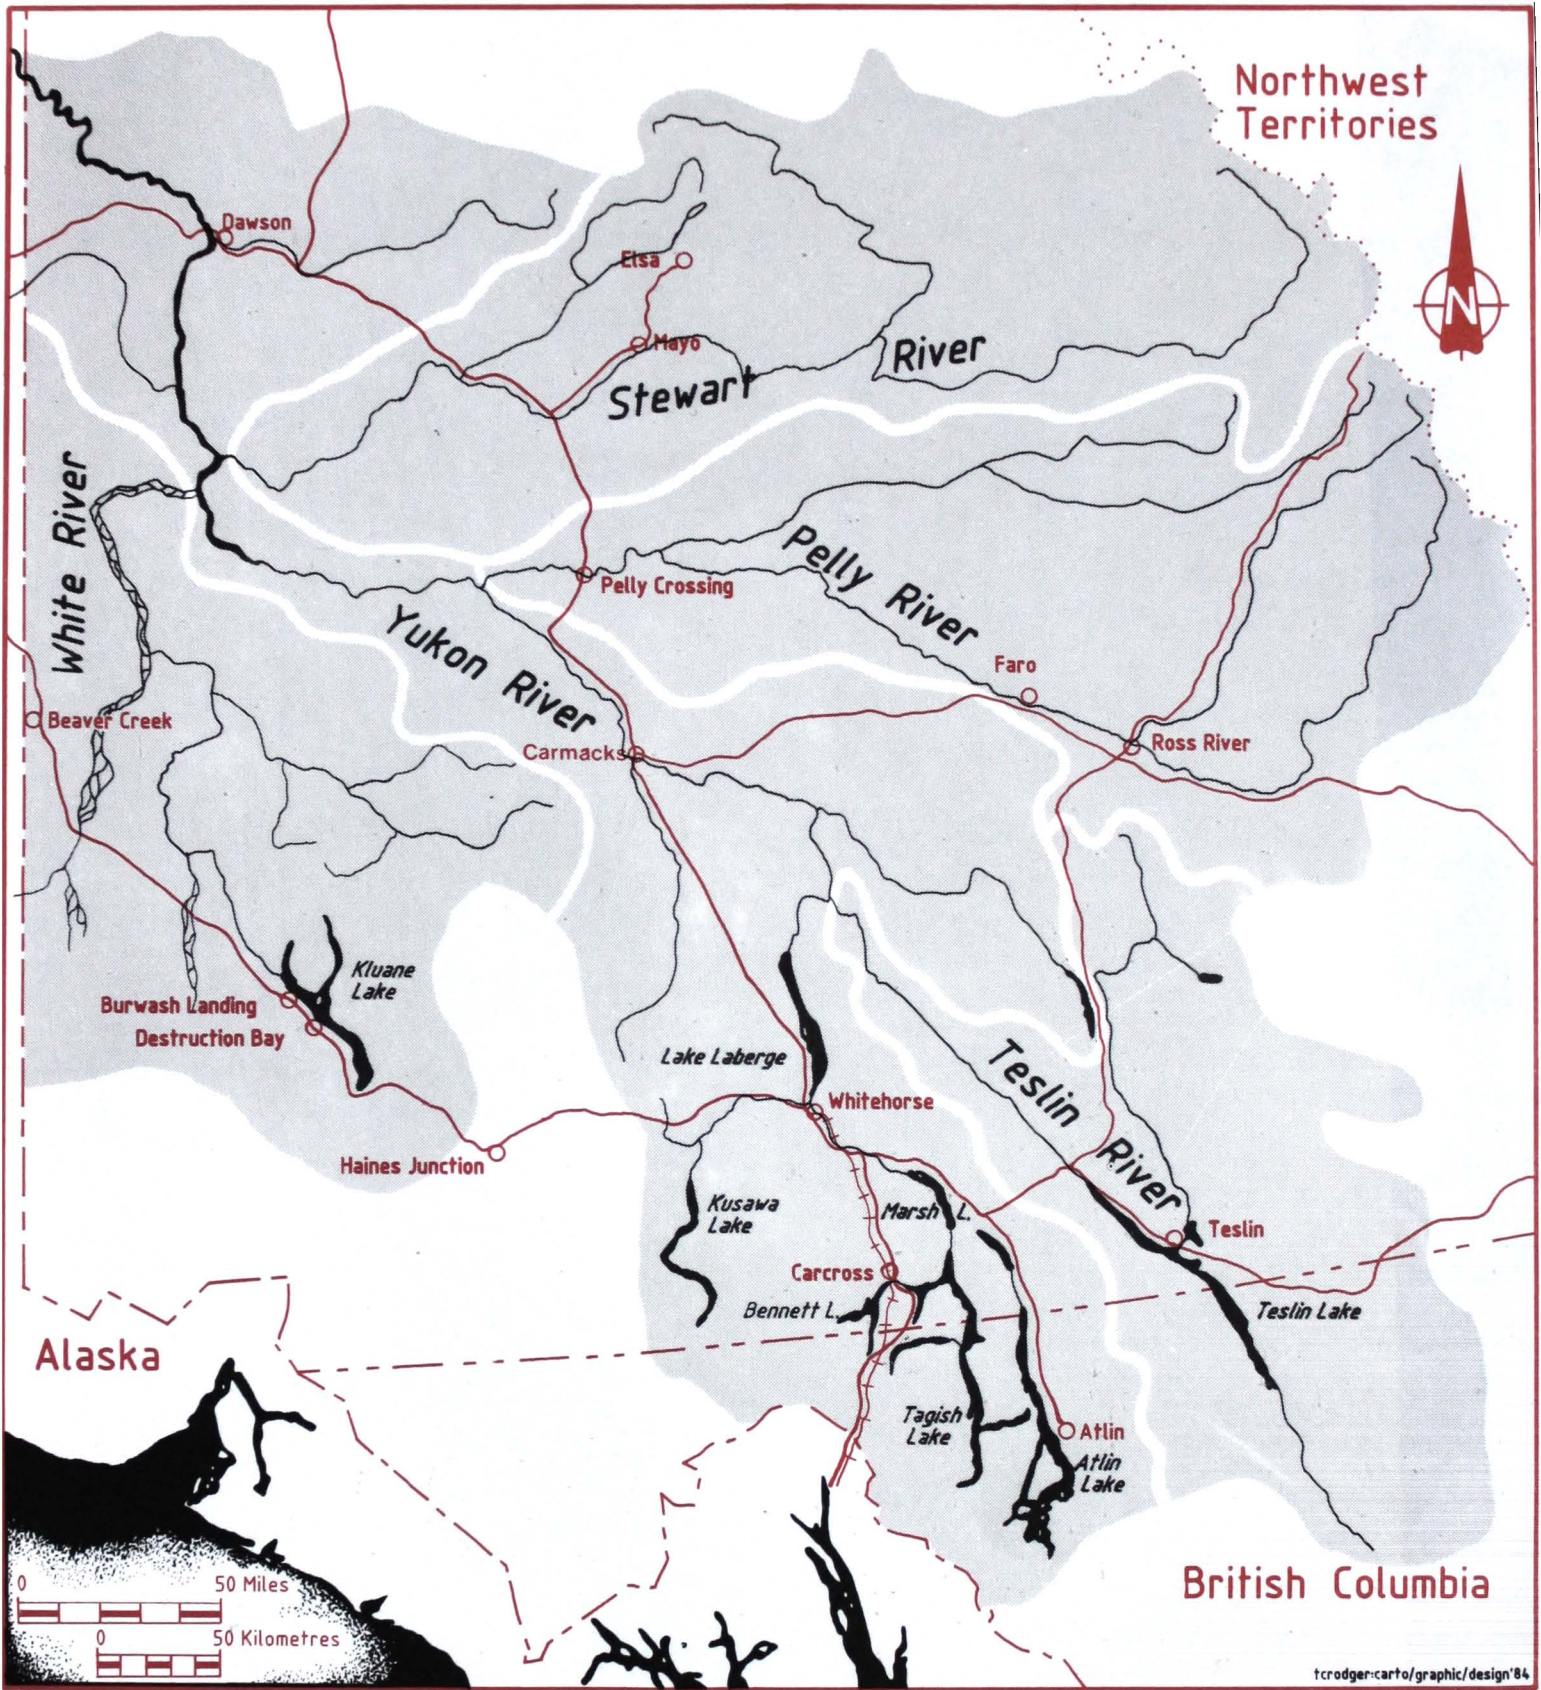 Northwest
Territories
N
Dawson
Elsa
Mayo
Stewart River
White River
Pelly River
Pelly Crossing
Yukon River
Faro
Beaver Creek
Carmacks
Ross River
Kluane
Lake
Burwash Landing
Destruction Bay
Lake Laberge
Teslin River
Whitehorse
Haines Junction
Kusawa
Lake
Marsh L.
Teslin
Carcross
Bennett L.
Teslin Lake
Alaska
Tagish
Lake
Atlin
Atlin
Lake
British Columbia
0 50 Miles
0 50 Kilometres
tcrodger:carto/graphic/design'84